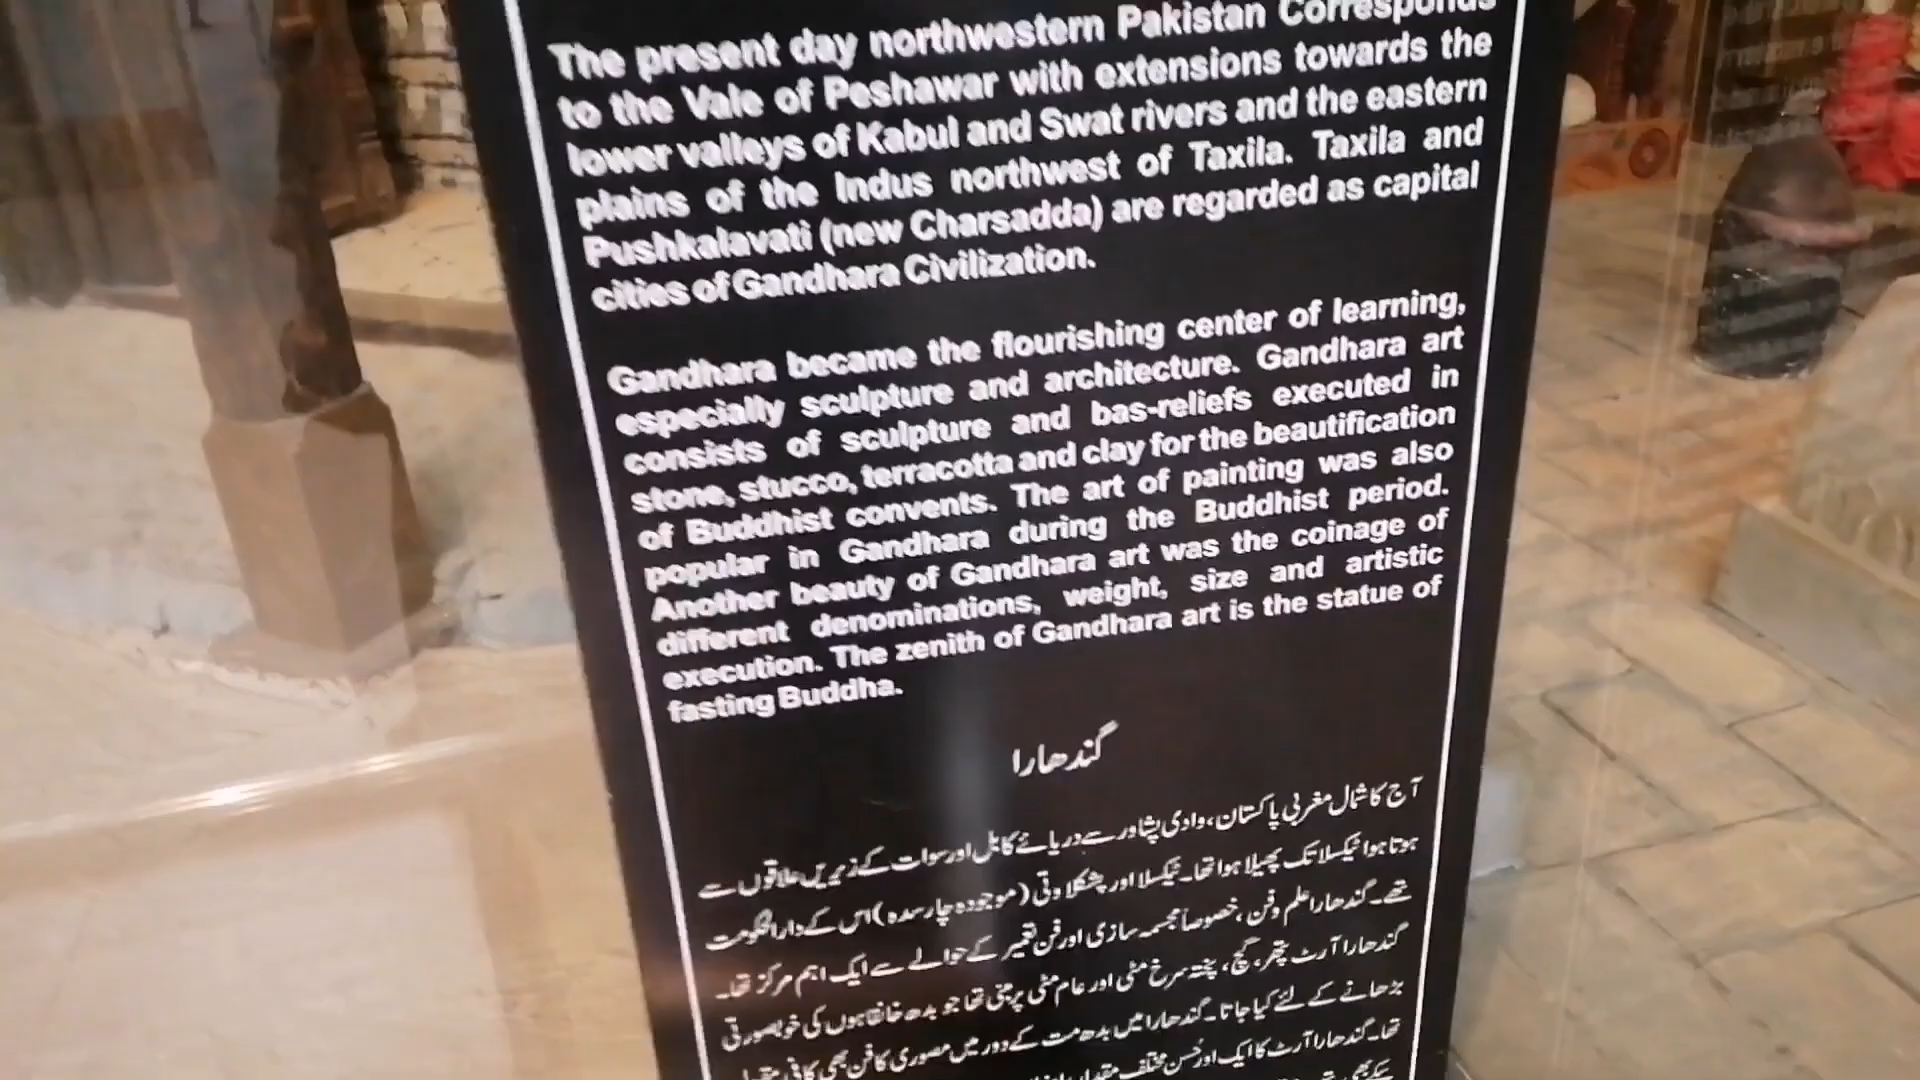 The present day northwestern Pakistan Corresponds
to the Vale of Peshawar with extensions towards the
lower valleys of Kabul and Swat rivers and the eastern
plains of the Indus northwest of Taxila. Taxila and
Pushkalavati (new Charsadda) are regarded as capital
cities of Gandhara Civilization.
Gandhara became the flourishing center of learning,
especially sculpture and architecture. Gandhara art
consists of sculpture and bas-reliefs executed in
stone, stucco, terracotta and clay for the beautification
of Buddhist convents. The art of painting was also
popular in Gandhara during the Buddhist period.
Another beauty of Gandhara art was the coinage of
different denominations, weight, size and artistic
execution. The zenith of Gandhara art is the statue of
fasting Buddha.
گندھارا
آج کا شمال مغربی پاکستان، وادی پشاور سے دریائے کابل اور سوات کے زیریں علاقوں سے
ہوتا ہوا ٹیکسلا تک پھیلا ہوا تھا۔ ٹیکسلا اور پشکلاوتی (موجودہ چارسدہ) اس کے دارالحکومت
تھے۔ گندھارا علم و فن، خصوصاً مجسمہ سازی اور فن تعمیر کے حوالے سے ایک اہم مرکز تھا۔
گندھارا آرٹ پتھر، گچ، پختہ سرخ مٹی اور عام مٹی پر مبنی تھا جو بدھ خانقاہوں کی خوبصورتی
بڑھانے کے لئے کیا جاتا۔ گندھارا میں بدھ مت کے دور میں مصوری کا فن بھی کافی
تھا۔ گندھارا آرٹ کا ایک اور حُسن مختلف